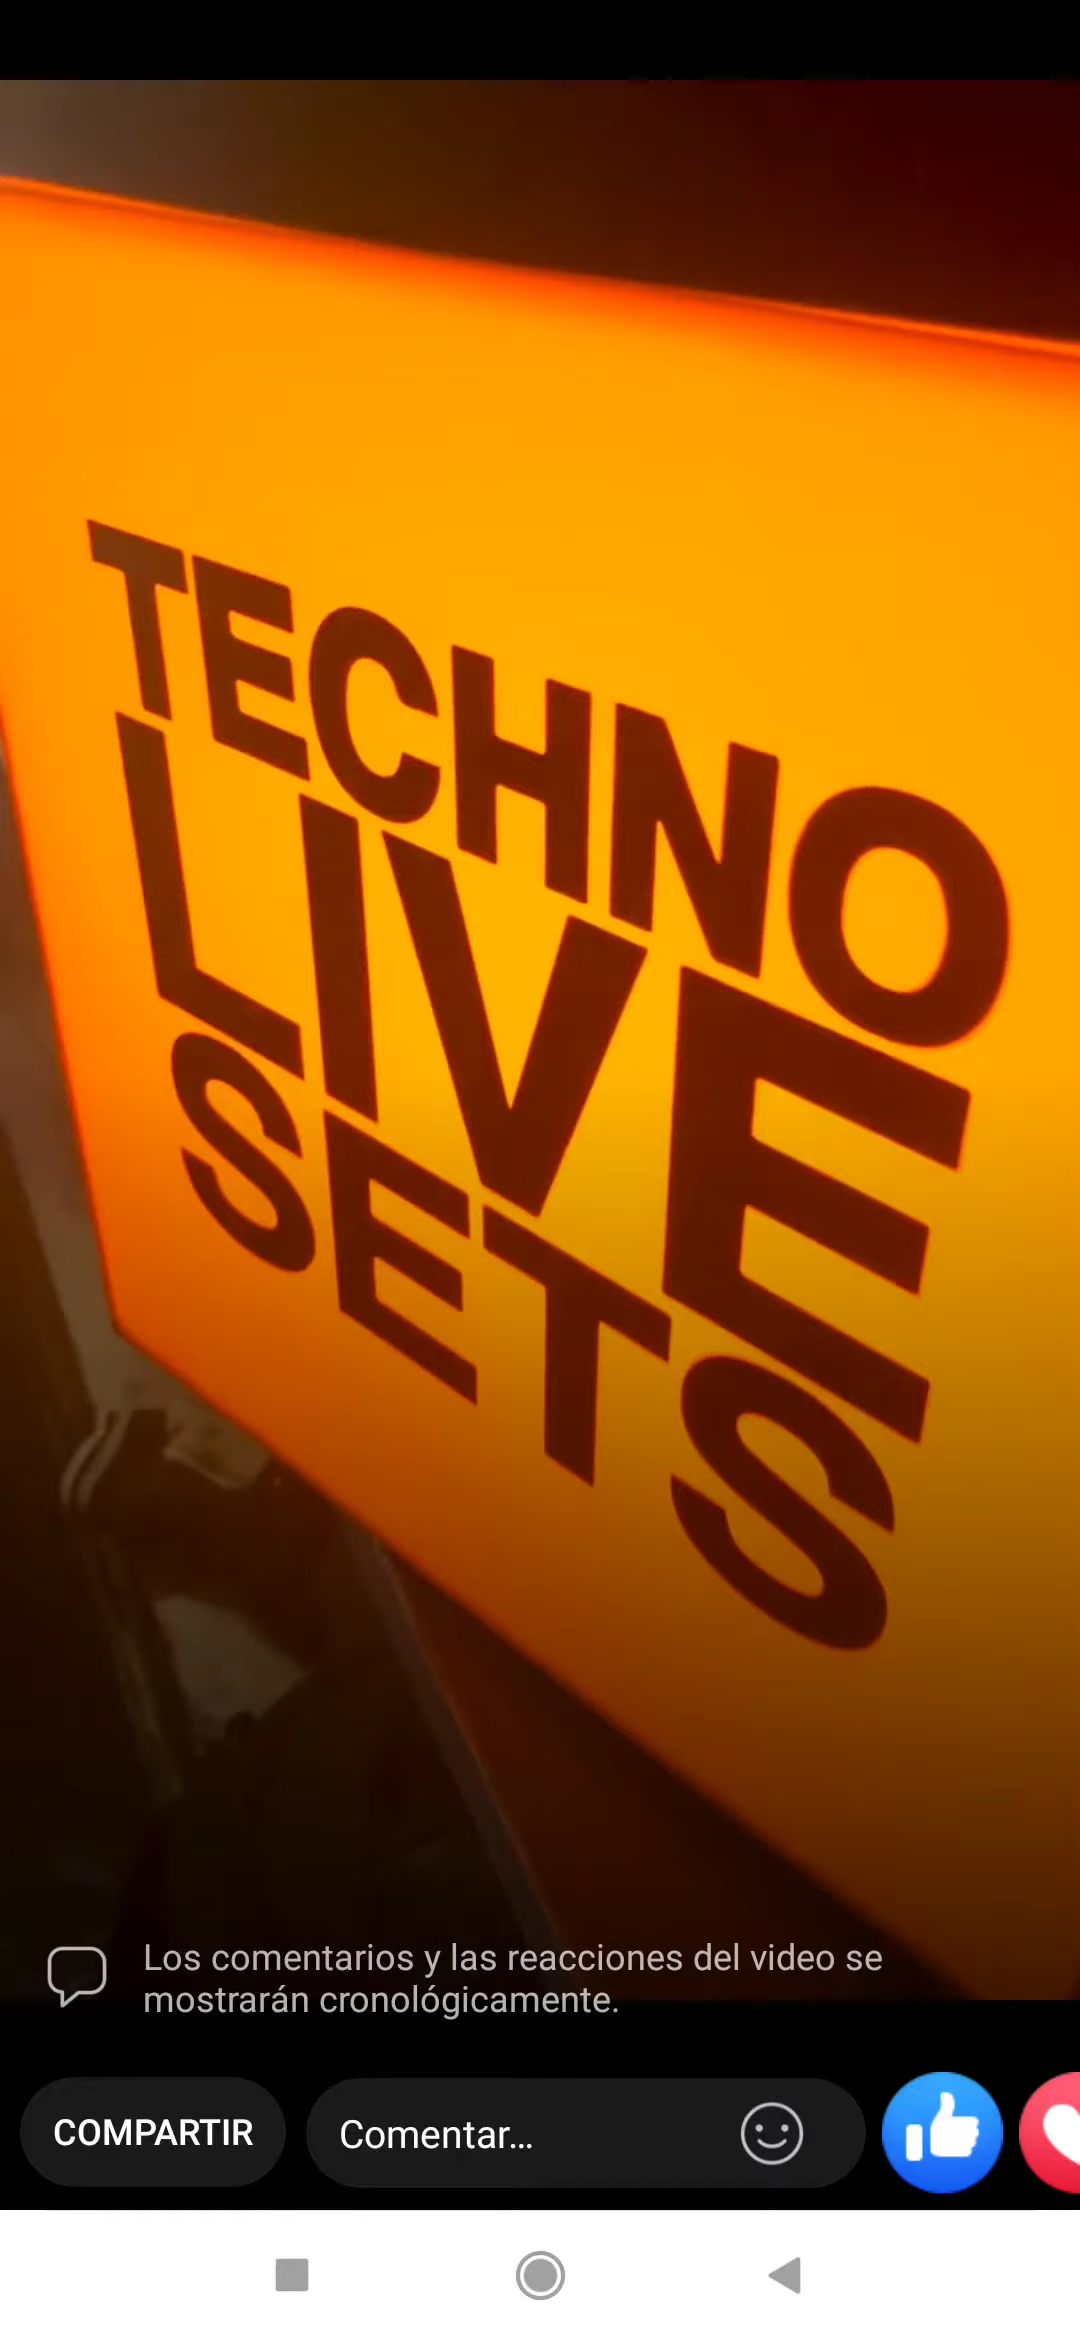 TECHNO
LIVE
SETS
Los comentarios y las reacciones del video se
mostrarán cronológicamente.
COMPARTIR
Comentar...